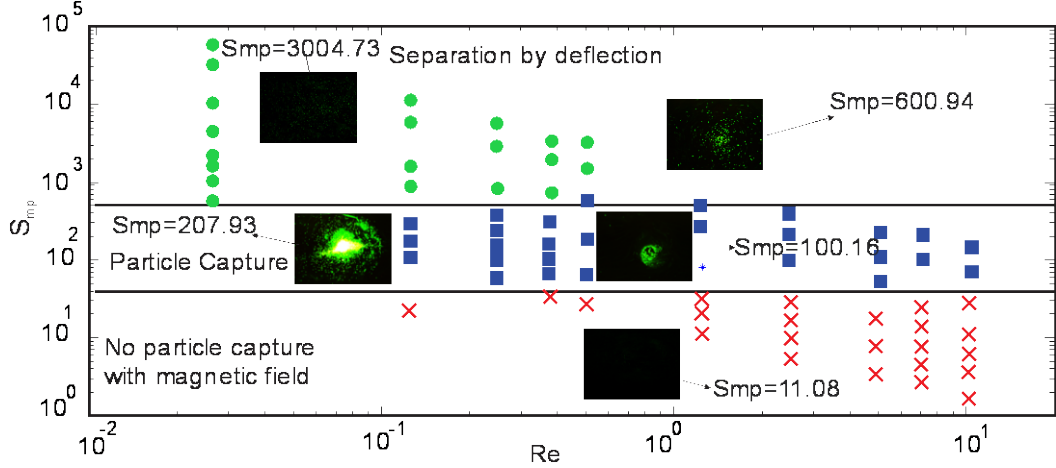 10^5
Smp=3004.73
Separation by deflection
10^4
Smp=600.94
10^3
S_mp
Smp=207.93
10^2
Smp=100.16
Particle Capture
10^1
No particle capture
with magnetic field
Smp=11.08
10^0
10^-2
10^-1
Re
10^0
10^1